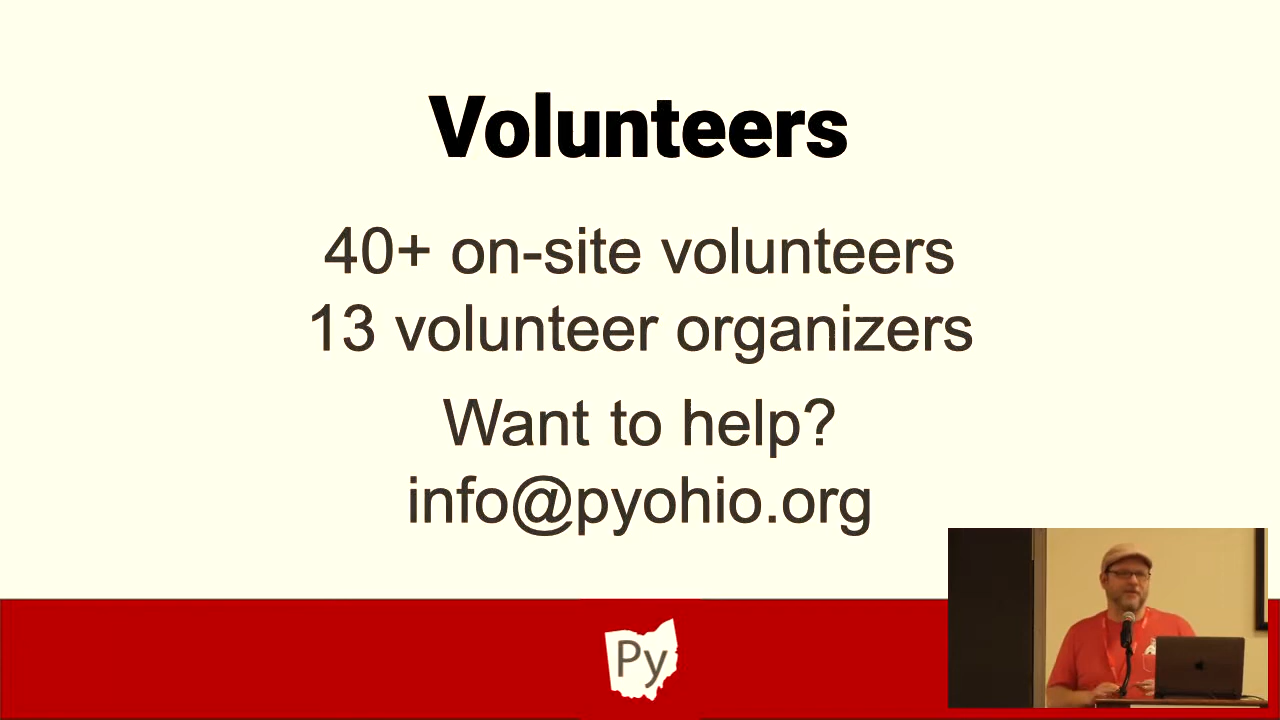 Volunteers
40+ on-site volunteers
13 volunteer organizers
Want to help?
info@pyohio.org
Py